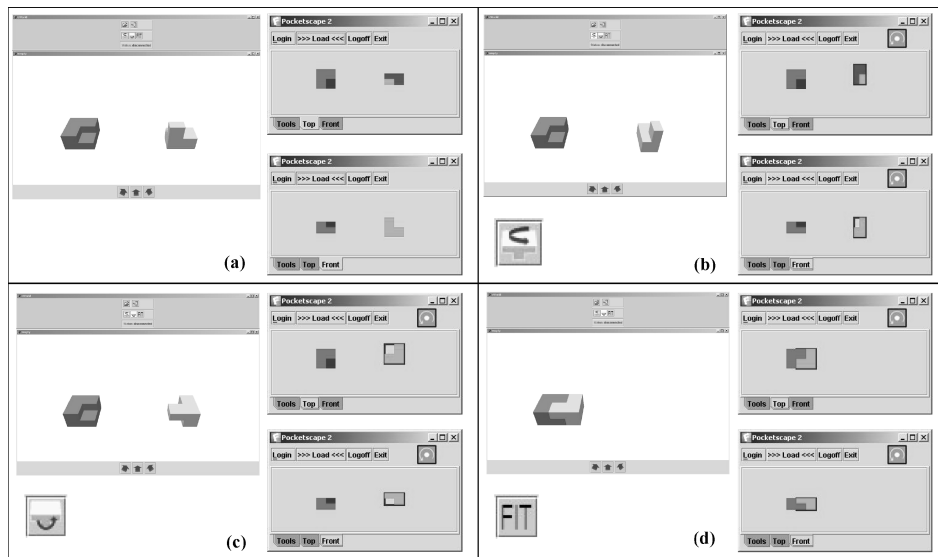 Pocketscape 2
Login >>> Load <<< Logoff Exit
Tools Top Front
Pocketscape 2
Login >>> Load <<< Logoff Exit
Tools Top Front
(a)
Pocketscape 2
Login >>> Load <<< Logoff Exit
Tools Top Front
Pocketscape 2
Login >>> Load <<< Logoff Exit
Tools Top Front
(b)
Pocketscape 2
Login >>> Load <<< Logoff Exit
Tools Top Front
Pocketscape 2
Login >>> Load <<< Logoff Exit
Tools Top Front
(c)
Pocketscape 2
Login >>> Load <<< Logoff Exit
Tools Top Front
Pocketscape 2
Login >>> Load <<< Logoff Exit
Tools Top Front
FIT
(d)